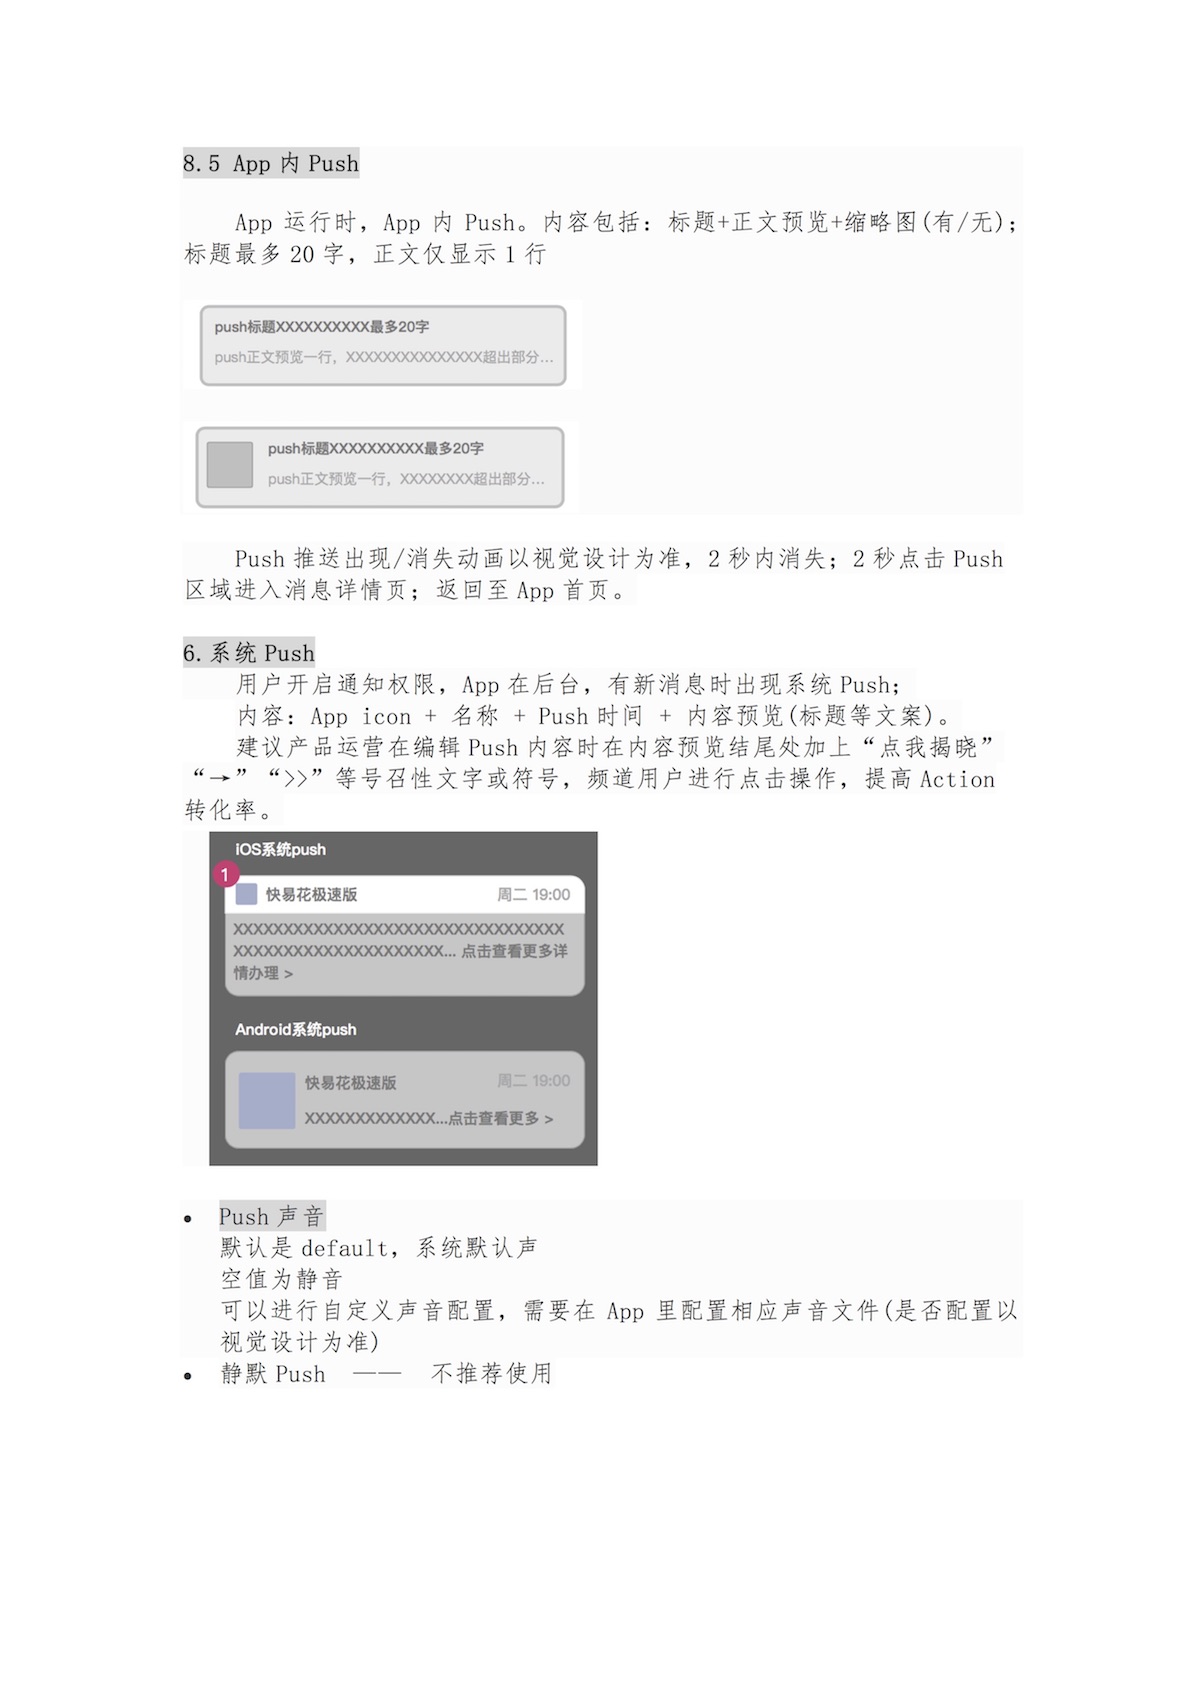 8.5 App 内 Push
App 运行时，App 内 Push。内容包括：标题+正文预览+缩略图(有/无)；
标题最多 20 字，正文仅显示 1 行
push标题XXXXXXXXXX最多20字
push正文预览一行，XXXXXXXXXXXXXXX超出部分...
push标题XXXXXXXXXX最多20字
push正文预览一行，XXXXXXXX超出部分...
Push 推送出现/消失动画以视觉设计为准，2 秒内消失；2 秒点击 Push
区域进入消息详情页；返回至 App 首页。
6.系统 Push
用户开启通知权限，App 在后台，有新消息时出现系统 Push；
内容：App icon + 名称 + Push 时间 + 内容预览(标题等文案)。
建议产品运营在编辑 Push 内容时在内容预览结尾处加上“点我揭晓”
“→”“>>”等号召性文字或符号，频道用户进行点击操作，提高 Action
转化率。
iOS系统push
1
快易花极速版 周二 19:00
XXXXXXXXXXXXXXXXXXXXXXXXXXXXXXXXX
XXXXXXXXXXXXXXXXXXXXX... 点击查看更多详
情办理 >
Android系统push
快易花极速版 周二 19:00
XXXXXXXXXXXXX...点击查看更多 >
• Push 声音
默认是 default，系统默认声
空值为静音
可以进行自定义声音配置，需要在 App 里配置相应声音文件(是否配置以
视觉设计为准)
• 静默 Push —— 不推荐使用